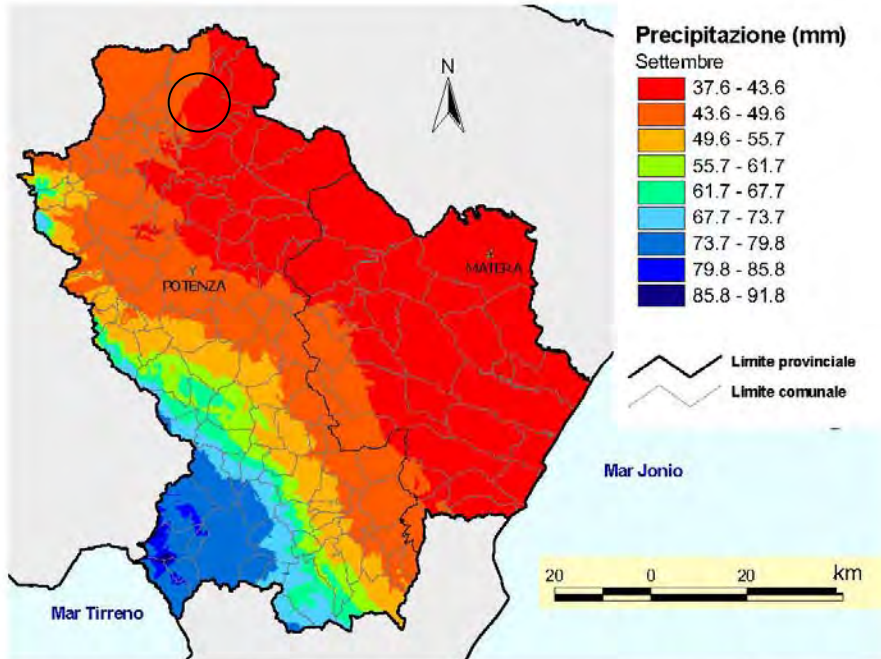 Precipitazione (mm)
Settembre
37.6 - 43.6
43.6 - 49.6
49.6 - 55.7
55.7 - 61.7
61.7 - 67.7
67.7 - 73.7
73.7 - 79.8
79.8 - 85.8
85.8 - 91.8
N
MATERA
POTENZA
Limite provinciale
Limite comunale
Mar Jonio
20 0 20 km
Mar Tirreno